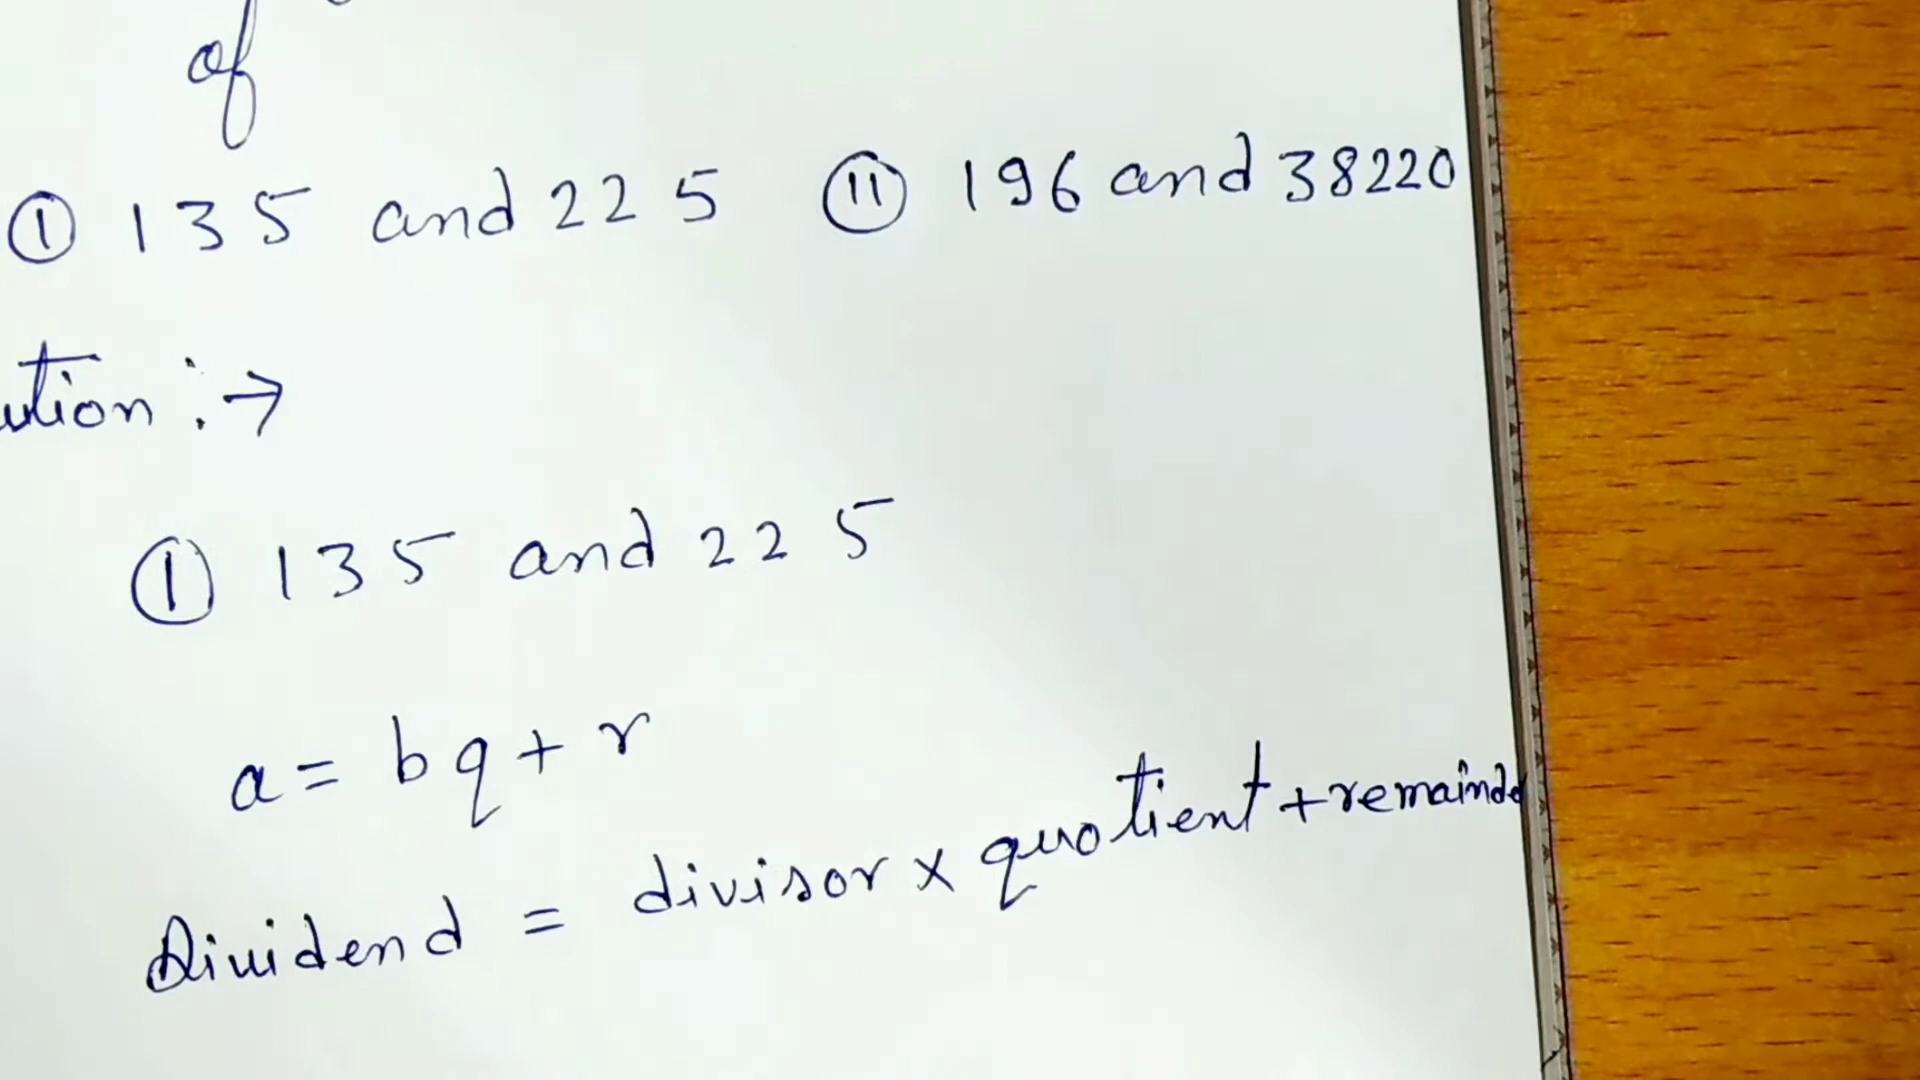 of
① 135 and 225 ⑪ 196 and 38220
ution :→
① 135 and 225
a = bq + r
Dividend = divisor x quotient + remainde